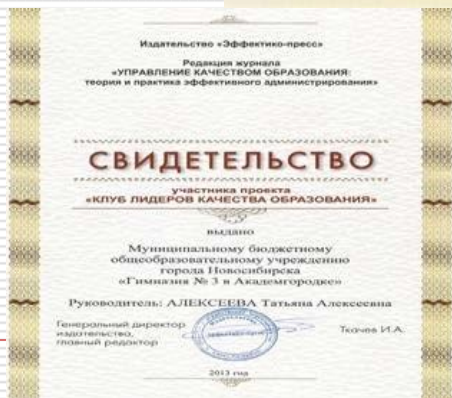 Издательство «Эффектико-пресс»
Редакция журнала
«УПРАВЛЕНИЕ КАЧЕСТВОМ ОБРАЗОВАНИЯ:
теория и практика эффективного администрирования»
СВИДЕТЕЛЬСТВО
участника проекта
«КЛУБ ЛИДЕРОВ КАЧЕСТВА ОБРАЗОВАНИЯ»
выдано
Муниципальному бюджетному
общеобразовательному учреждению
города Новосибирска
«Гимназия № 3 в Академгородке»
Руководитель: АЛЕКСЕЕВА Татьяна Алексеевна
Генеральный директор
издательства,
главный редактор
Ткачев И.А.
2013 год